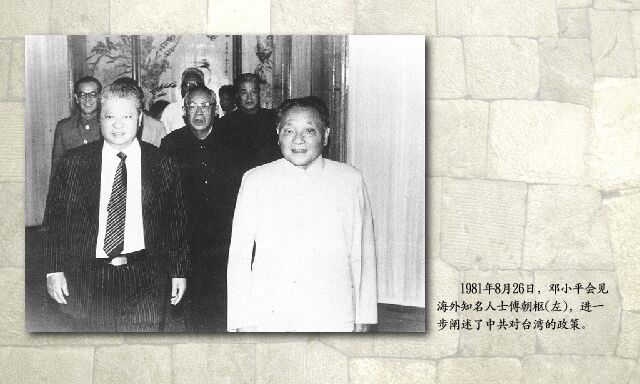 1981年8月26日，邓小平会见
海外知名人士傅朝枢(左)，进一
步阐述了中共对台湾的政策。